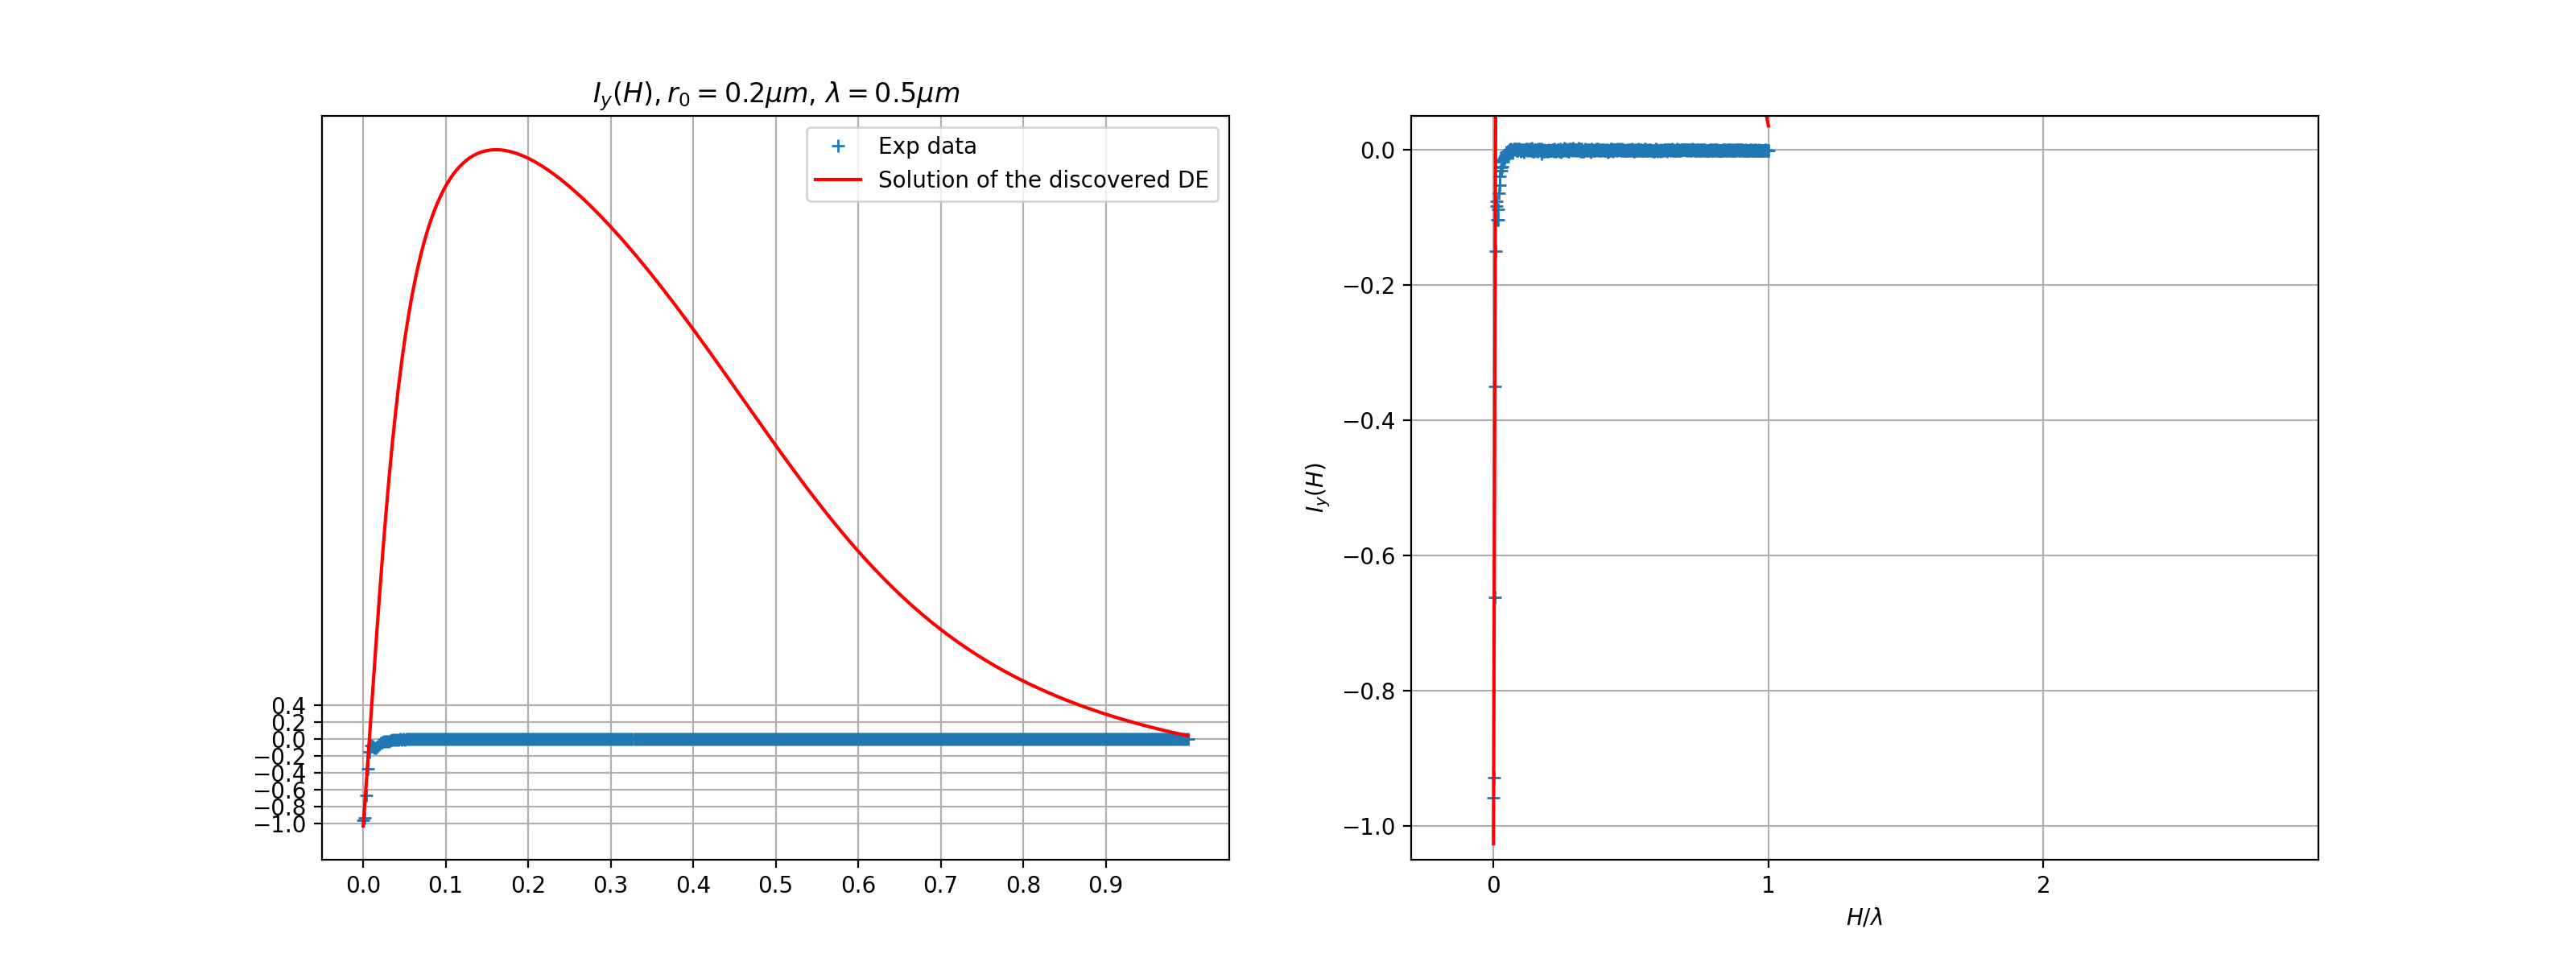 I_y(H), r_0 = 0.2μm, λ = 0.5μm
Exp data
Solution of the discovered DE
0.4
0.2
0.0
−0.2
−0.4
−0.6
−0.8
−1.0
0.0 0.1 0.2 0.3 0.4 0.5 0.6 0.7 0.8 0.9
I_y(H)
0.0
−0.2
−0.4
−0.6
−0.8
−1.0
0 1 2
H/λ